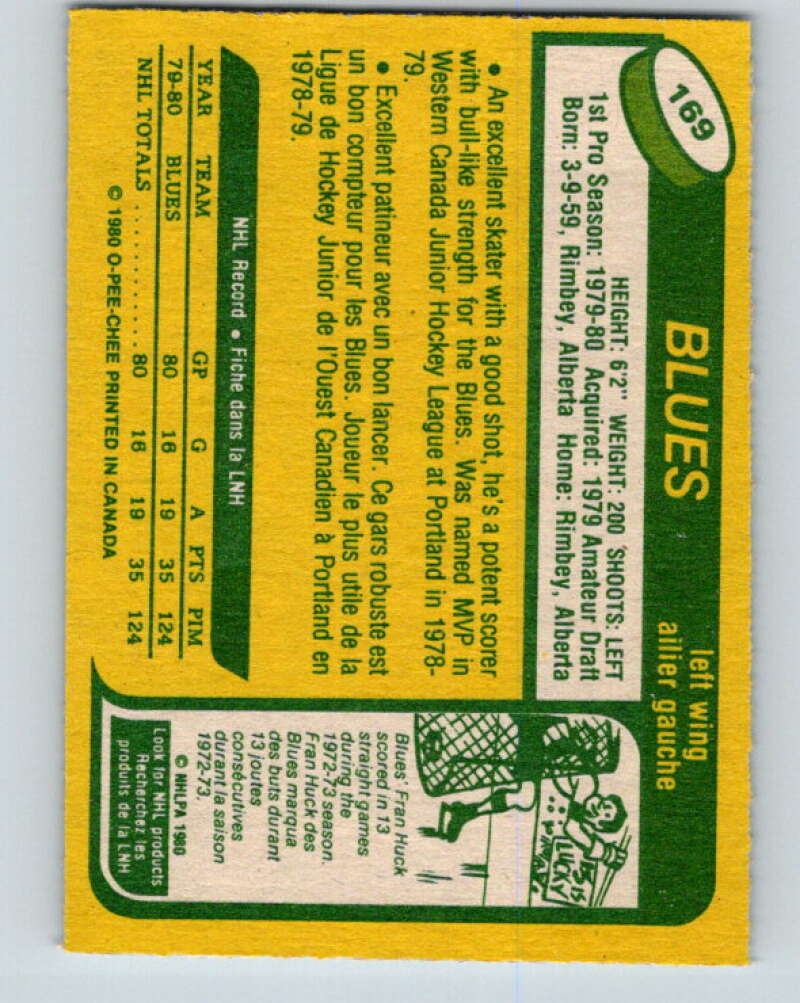 169
BLUES
left wing
ailier gauche
HEIGHT: 6'2" WEIGHT: 200 SHOOTS: LEFT
1st Pro Season: 1979-80 Acquired: 1979 Amateur Draft
Born: 3-9-59, Rimbey, Alberta Home: Rimbey, Alberta
• An excellent skater with a good shot, he's a potent scorer
with bull-like strength for the Blues. Was named MVP in
Western Canada Junior Hockey League at Portland in 1978-
79.
• Excellent patineur avec un bon lancer. Ce gars robuste est
un bon compteur pour les Blues. Joueur le plus utile de la
Ligue de Hockey Junior de l'Ouest Canadien à Portland en
1978-79.
NHL Record • Fiche dans la LNH
YEAR TEAM GP G A PTS PIM
79-80 BLUES 80 16 19 35 124
NHL TOTALS .......... 80 16 19 35 124
© 1980 O-PEE-CHEE PRINTED IN CANADA
13 IS
LUCKY
Blues' Fran Huck
scored in 13
straight games
during the
1972-73 season.
Fran Huck des
Blues marqua
des buts durant
13 joutes
consécutives
durant la saison
1972-73.
© NHLPA 1980
Look for NHL products
Recherchez les
produits de la LNH